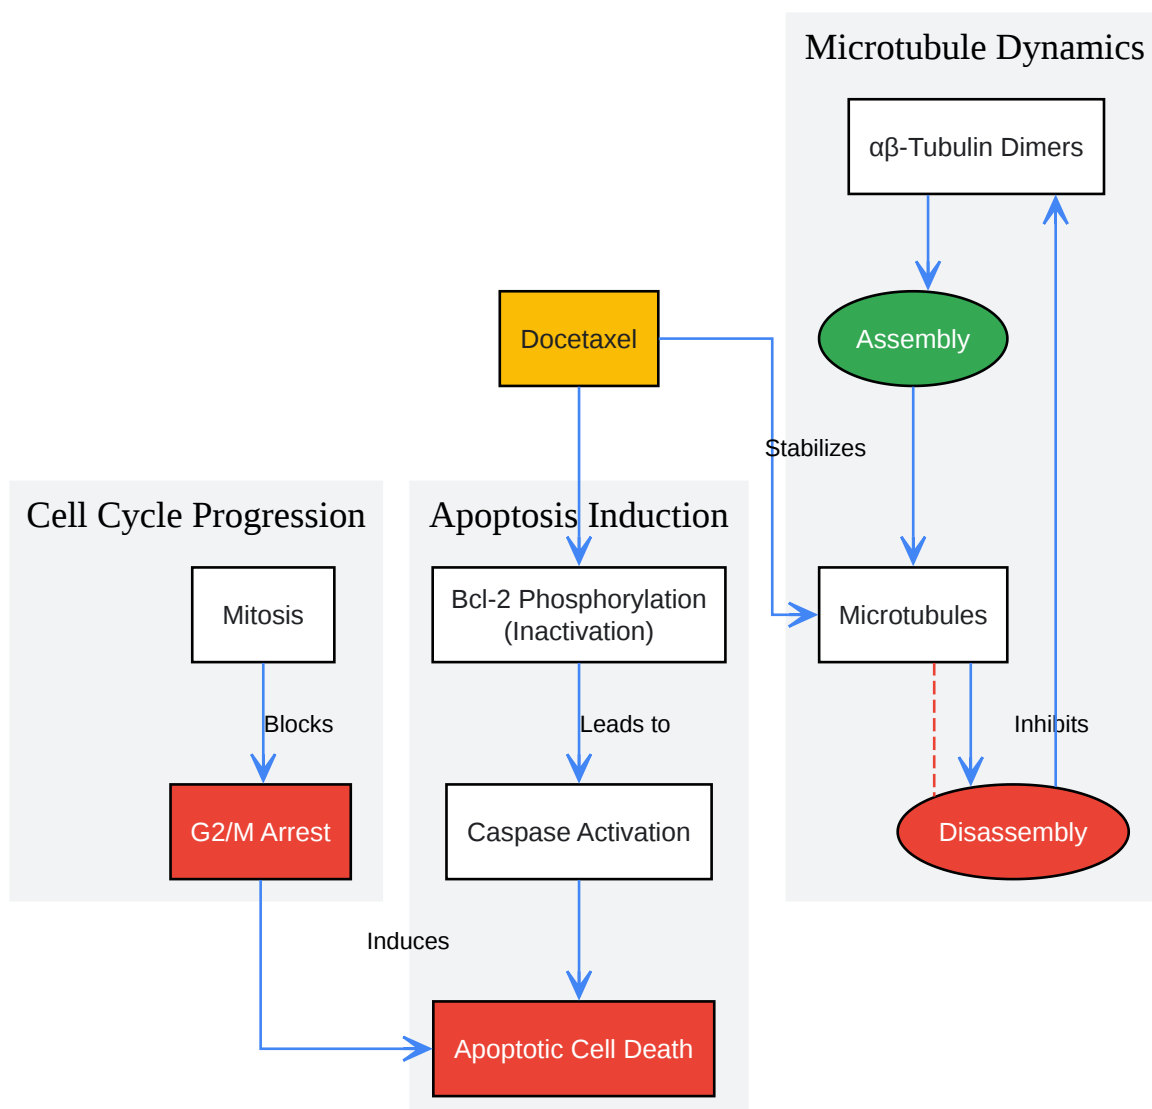 Microtubule Dynamics
αβ-Tubulin Dimers
Docetaxel
Assembly
Stabilizes
Cell Cycle Progression
Apoptosis Induction
Mitosis
Bcl-2 Phosphorylation
(Inactivation)
Microtubules
Blocks
Leads to
Inhibits
G2/M Arrest
Caspase Activation
Disassembly
Induces
Apoptotic Cell Death